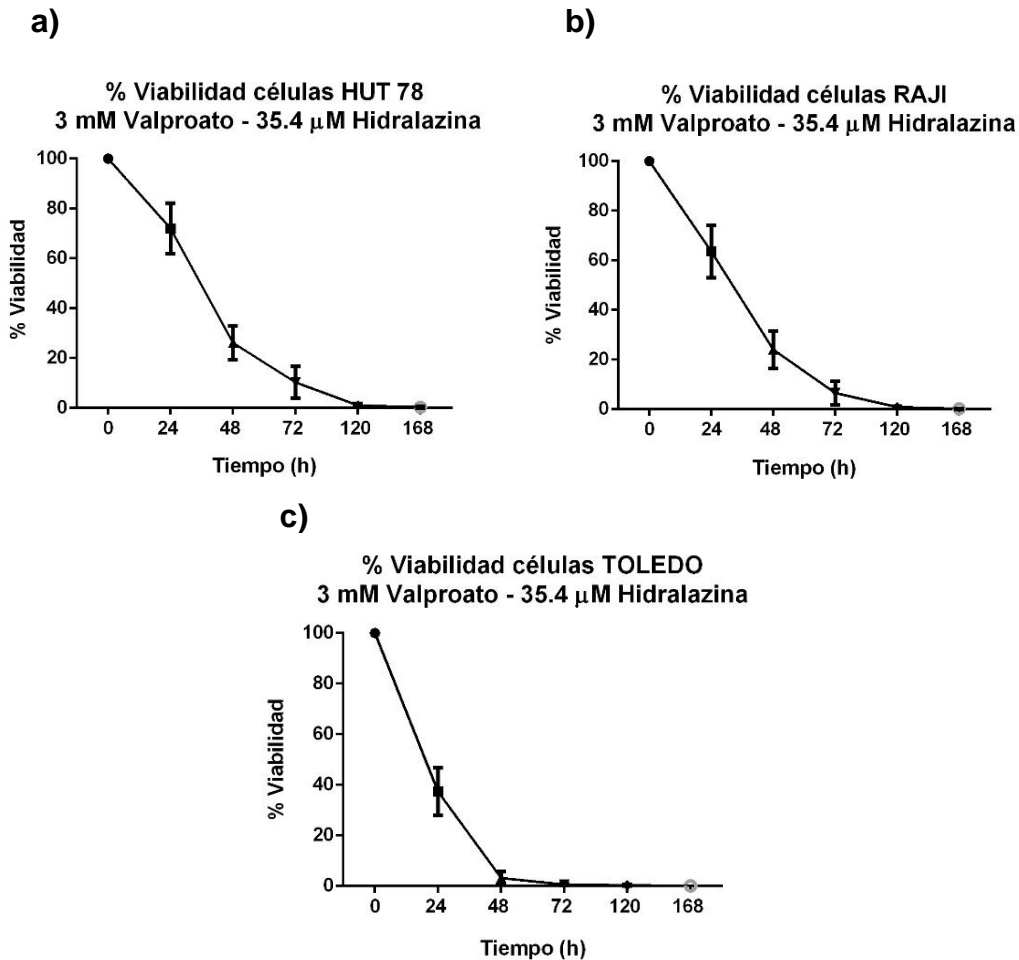 a)
% Viabilidad células HUT 78
3 mM Valproato - 35.4 μM Hidralazina
% Viabilidad
100
80
60
40
20
0
0 24 48 72 120 168
Tiempo (h)
b)
% Viabilidad células RAJI
3 mM Valproato - 35.4 μM Hidralazina
% Viabilidad
100
80
60
40
20
0
0 24 48 72 120 168
Tiempo (h)
c)
% Viabilidad células TOLEDO
3 mM Valproato - 35.4 μM Hidralazina
% Viabilidad
100
80
60
40
20
0
0 24 48 72 120 168
Tiempo (h)